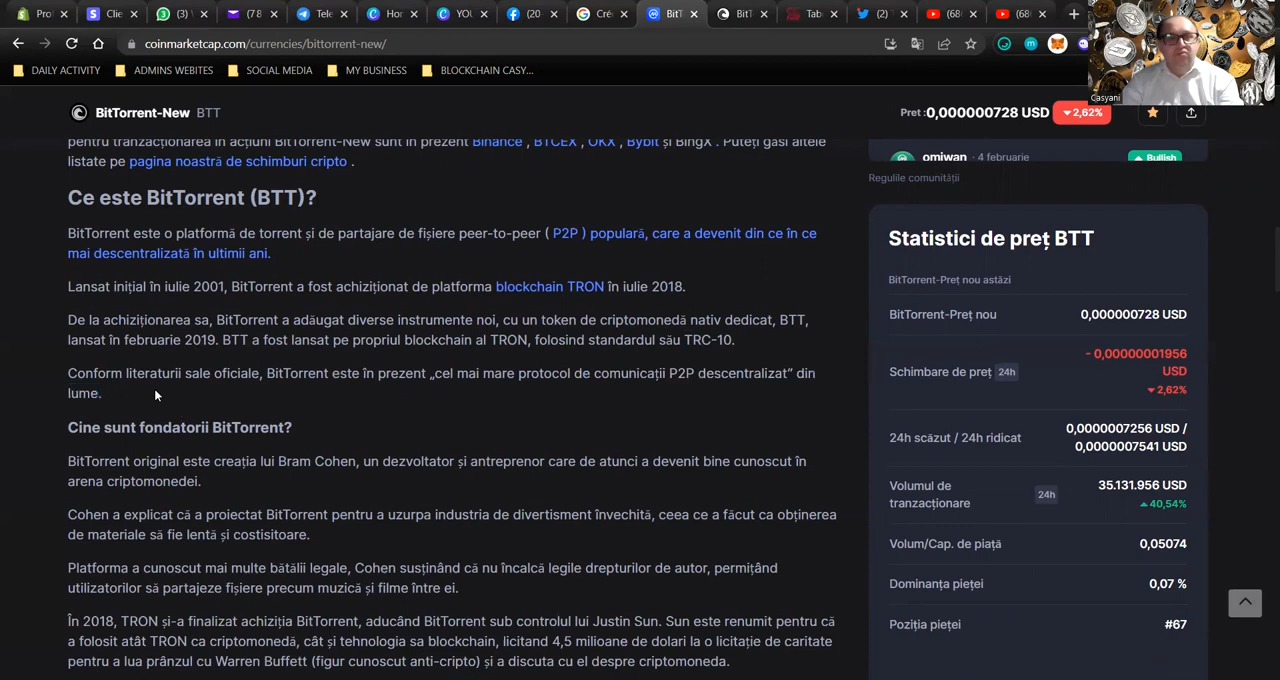 Prof
Clie
(3)
(78
Tele
Hor
YOU
(20
Cre
BitT
BitT
Tabe
(2)
(68
(68
coinmarketcap.com/currencies/bittorrent-new/
DAILY ACTIVITY
ADMINS WEBITES
SOCIAL MEDIA
MY BUSINESS
BLOCKCHAIN CASY...
Casyani
BitTorrent-New BTT
Pret: 0,000000728 USD
2,62%
pentru tranzacționarea în acțiuni BitTorrent-New sunt în prezent Binance , BTCEX , OKX , Bybit și BingX . Puteți găsi altele
listate pe pagina noastră de schimburi cripto .
Ce este BitTorrent (BTT)?
BitTorrent este o platformă de torrent și de partajare de fișiere peer-to-peer ( P2P ) populară, care a devenit din ce în ce
mai descentralizată în ultimii ani.
Lansat inițial în iulie 2001, BitTorrent a fost achiziționat de platforma blockchain TRON în iulie 2018.
De la achiziționarea sa, BitTorrent a adăugat diverse instrumente noi, cu un token de criptomonedă nativ dedicat, BTT,
lansat în februarie 2019. BTT a fost lansat pe propriul blockchain al TRON, folosind standardul său TRC-10.
Conform literaturii sale oficiale, BitTorrent este în prezent „cel mai mare protocol de comunicații P2P descentralizat” din
lume.
Cine sunt fondatorii BitTorrent?
BitTorrent original este creația lui Bram Cohen, un dezvoltator și antreprenor care de atunci a devenit bine cunoscut în
arena criptomonedei.
Cohen a explicat că a proiectat BitTorrent pentru a uzurpa industria de divertisment învechită, ceea ce a făcut ca obținerea
de materiale să fie lentă și costisitoare.
Platforma a cunoscut mai multe bătălii legale, Cohen susținând că nu încalcă legile drepturilor de autor, permițând
utilizatorilor să partajeze fișiere precum muzică și filme între ei.
În 2018, TRON și-a finalizat achiziția BitTorrent, aducând BitTorrent sub controlul lui Justin Sun. Sun este renumit pentru că
a folosit atât TRON ca criptomonedă, cât și tehnologia sa blockchain, licitând 4,5 milioane de dolari la o licitație de caritate
pentru a lua prânzul cu Warren Buffett (figur cunoscut anti-cripto) și a discuta cu el despre criptomoneda.
omiwan · 4 februarie
Bullish
Regulile comunității
Statistici de preț BTT
BitTorrent-Preț nou astăzi
BitTorrent-Preț nou
0,000000728 USD
Schimbare de preț 24h
- 0,00000001956
USD
2,62%
24h scăzut / 24h ridicat
0,0000007256 USD /
0,0000007541 USD
Volumul de
tranzacționare
24h
35.131.956 USD
40,54%
Volum/Cap. de piață
0,05074
Dominanța pieței
0,07 %
Poziția pieței
#67